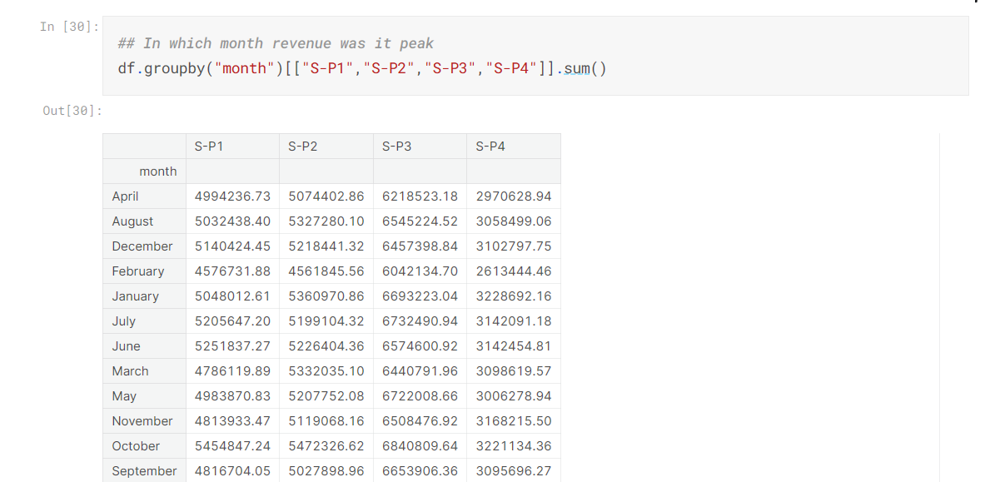 In [30]:
## In which month revenue was it peak
df.groupby("month")[["S-P1","S-P2","S-P3","S-P4"]].sum()
Out[30]:
S-P1 S-P2 S-P3 S-P4
month
April 4994236.73 5074402.86 6218523.18 2970628.94
August 5032438.40 5327280.10 6545224.52 3058499.06
December 5140424.45 5218441.32 6457398.84 3102797.75
February 4576731.88 4561845.56 6042134.70 2613444.46
January 5048012.61 5360970.86 6693223.04 3228692.16
July 5205647.20 5199104.32 6732490.94 3142091.18
June 5251837.27 5226404.36 6574600.92 3142454.81
March 4786119.89 5332035.10 6440791.96 3098619.57
May 4983870.83 5207752.08 6722008.66 3006278.94
November 4813933.47 5119068.16 6508476.92 3168215.50
October 5454847.24 5472326.62 6840809.64 3221134.36
September 4816704.05 5027898.96 6653906.36 3095696.27